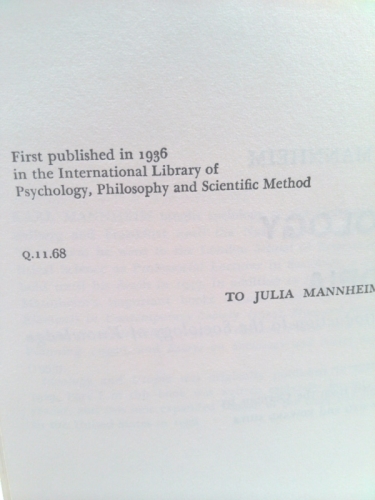 First published in 1936
in the International Library of
Psychology, Philosophy and Scientific Method
Q.11.68
TO JULIA MANNHEIM